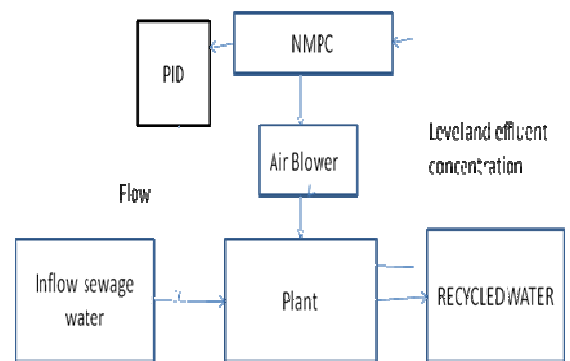 NMPC
PID
Leveland effluent
concentration
Air Blower
Flow
Inflow sewage
water
Plant
RECYCLED WATER